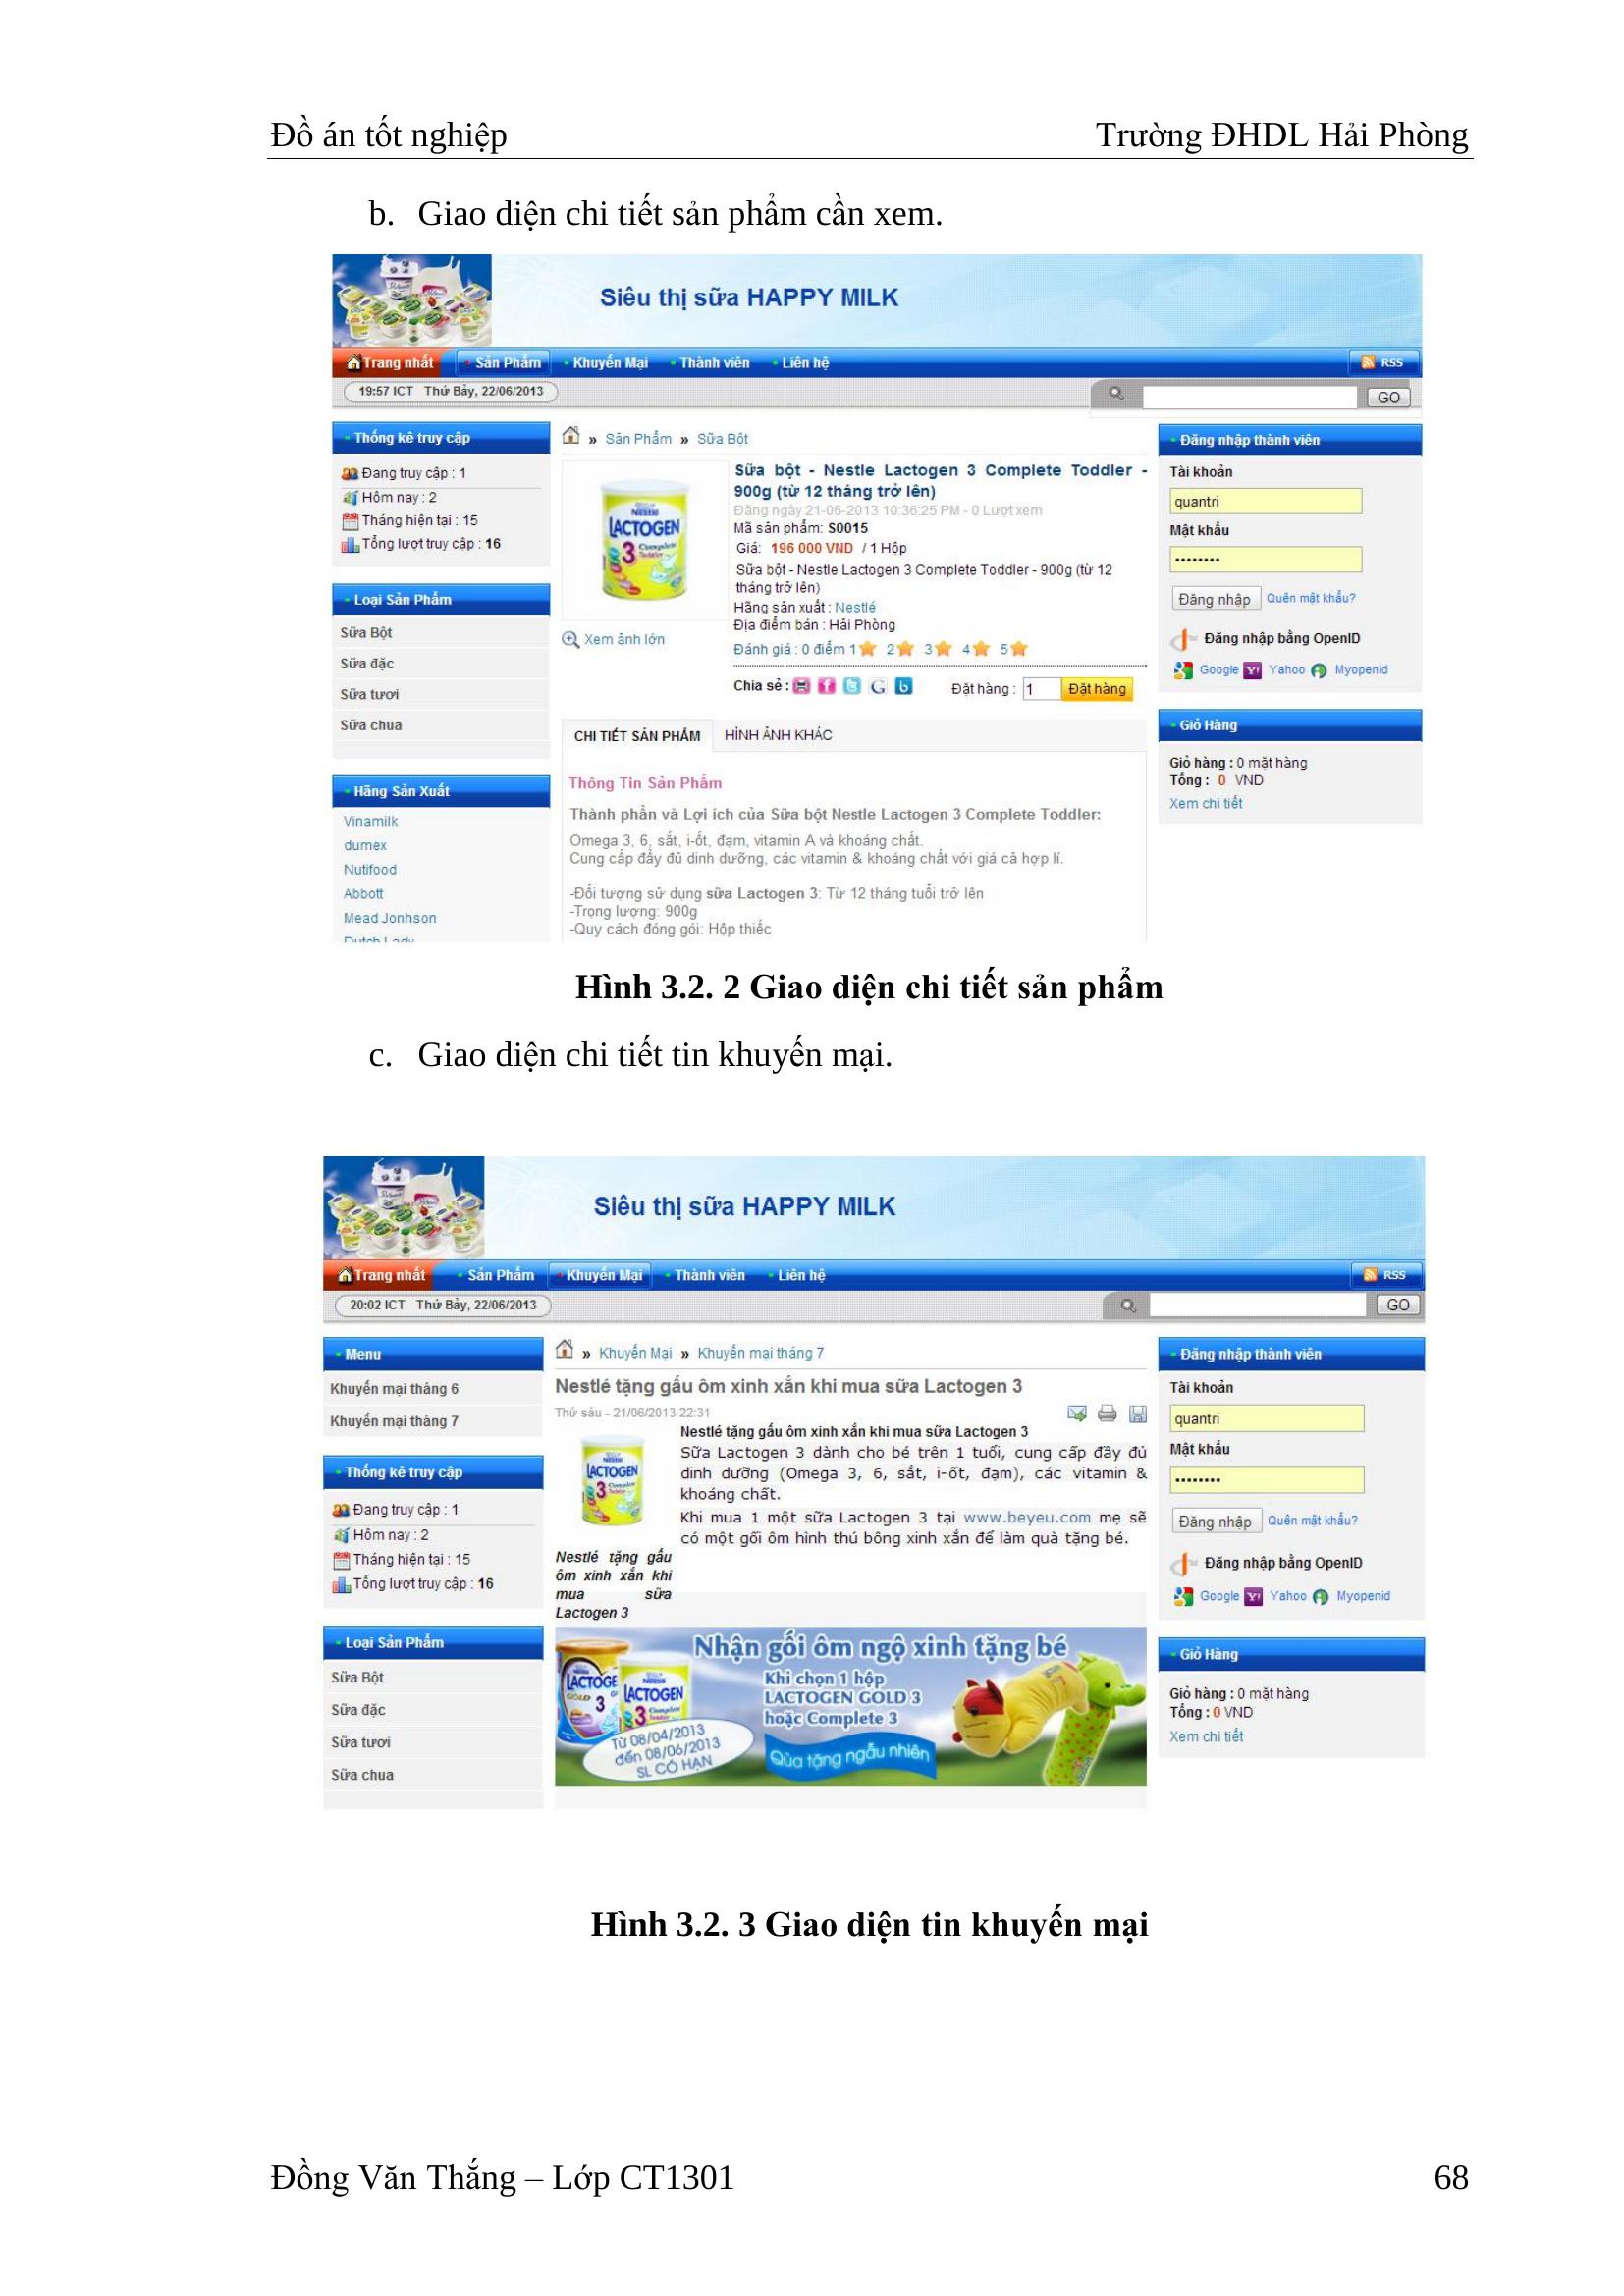 Đồ án tốt nghiệp Trường ĐHDL Hải Phòng
b. Giao diện chi tiết sản phẩm cần xem.
Siêu thị sữa HAPPY MILK
Trang nhất Sản Phẩm Khuyến Mại Thành viên Liên hệ RSS
19:57 ICT Thứ Bảy, 22/06/2013 GO
Thống kê truy cập
Đang truy cập : 1
Hôm nay : 2
Tháng hiện tại : 15
Tổng lượt truy cập : 16
Loại Sản Phẩm
Sữa Bột
Sữa đặc
Sữa tươi
Sữa chua
Hãng Sản Xuất
Vinamilk
dumex
Nutifood
Abbott
Mead Jonhson
Dutch Lady
» Sản Phẩm » Sữa Bột
Nestlé
LACTOGEN
3 Complete
Toddler
Xem ảnh lớn
Sữa bột - Nestle Lactogen 3 Complete Toddler -
900g (từ 12 tháng trở lên)
Đăng ngày 21-06-2013 10:36:25 PM - 0 Lượt xem
Mã sản phẩm: S0015
Giá: 196 000 VND / 1 Hộp
Sữa bột - Nestle Lactogen 3 Complete Toddler - 900g (từ 12
tháng trở lên)
Hãng sản xuất : Nestlé
Địa điểm bán : Hải Phòng
Đánh giá : 0 điểm 1 2 3 4 5
Chia sẻ : Đặt hàng : 1 Đặt hàng
CHI TIẾT SẢN PHẨM HÌNH ẢNH KHÁC
Thông Tin Sản Phẩm
Thành phần và Lợi ích của Sữa bột Nestle Lactogen 3 Complete Toddler:
Omega 3, 6, sắt, i-ốt, đạm, vitamin A và khoáng chất.
Cung cấp đầy đủ dinh dưỡng, các vitamin & khoáng chất với giá cả hợp lí.
-Đối tượng sử dụng sữa Lactogen 3: Từ 12 tháng tuổi trở lên
-Trọng lượng: 900g
-Quy cách đóng gói: Hộp thiếc
Đăng nhập thành viên
Tài khoản
quantri
Mật khẩu
••••••••
Đăng nhập Quên mật khẩu?
Đăng nhập bằng OpenID
Google Yahoo Myopenid
Giỏ Hàng
Giỏ hàng : 0 mặt hàng
Tổng : 0 VND
Xem chi tiết
Hình 3.2. 2 Giao diện chi tiết sản phẩm
c. Giao diện chi tiết tin khuyến mại.
Siêu thị sữa HAPPY MILK
Trang nhất Sản Phẩm Khuyến Mại Thành viên Liên hệ RSS
20:02 ICT Thứ Bảy, 22/06/2013 GO
Menu
Khuyến mại tháng 6
Khuyến mại tháng 7
Thống kê truy cập
Đang truy cập : 1
Hôm nay : 2
Tháng hiện tại : 15
Tổng lượt truy cập : 16
Loại Sản Phẩm
Sữa Bột
Sữa đặc
Sữa tươi
Sữa chua
» Khuyến Mại » Khuyến mại tháng 7
Nestlé tặng gấu ôm xinh xắn khi mua sữa Lactogen 3
Thứ sáu - 21/06/2013 22:31
LACTOGEN
3 Complete
Nestlé tặng gấu
ôm xinh xắn khi
mua sữa
Lactogen 3
Nestlé tặng gấu ôm xinh xắn khi mua sữa Lactogen 3
Sữa Lactogen 3 dành cho bé trên 1 tuổi, cung cấp đầy đủ
dinh dưỡng (Omega 3, 6, sắt, i-ốt, đạm), các vitamin &
khoáng chất.
Khi mua 1 một sữa Lactogen 3 tại www.beyeu.com mẹ sẽ
có một gối ôm hình thú bông xinh xắn để làm quà tặng bé.
Nhận gối ôm ngộ xinh tặng bé
Khi chọn 1 hộp
LACTOGEN GOLD 3
hoặc Complete 3
Qùa tặng ngẫu nhiên
LACTOGE
GOLD 3
LACTOGEN
3 Complete
Từ 08/04/2013
đến 08/06/2013
SL CÓ HẠN
Đăng nhập thành viên
Tài khoản
quantri
Mật khẩu
••••••••
Đăng nhập Quên mật khẩu?
Đăng nhập bằng OpenID
Google Yahoo Myopenid
Giỏ Hàng
Giỏ hàng : 0 mặt hàng
Tổng : 0 VND
Xem chi tiết
Hình 3.2. 3 Giao diện tin khuyến mại
Đồng Văn Thắng – Lớp CT1301 68